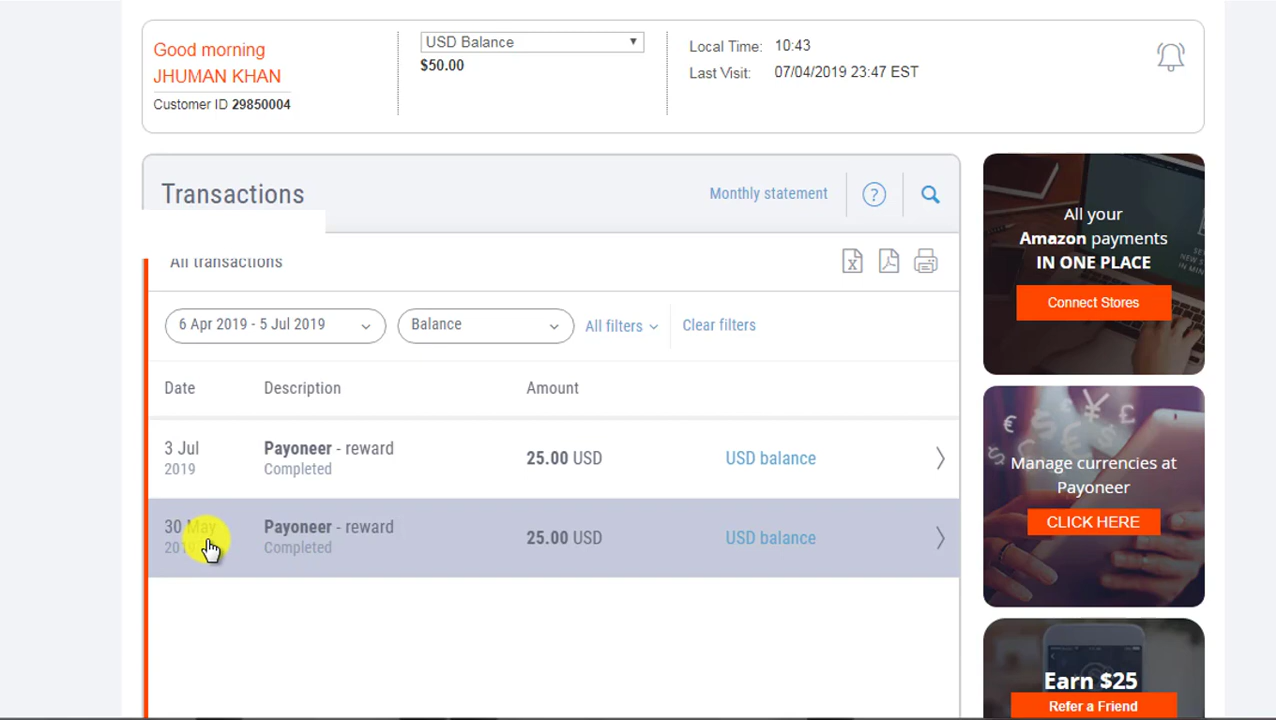 Good morning
JHUMAN KHAN
Customer ID 29850004
USD Balance
$50.00
Local Time: 10:43
Last Visit: 07/04/2019 23:47 EST
Transactions
Monthly statement
?
All transactions
6 Apr 2019 - 5 Jul 2019
Balance
All filters
Clear filters
Date Description Amount
3 Jul
2019
Payoneer - reward
Completed
25.00 USD
USD balance
30 May
2019
Payoneer - reward
Completed
25.00 USD
USD balance
All your
Amazon payments
IN ONE PLACE
Connect Stores
Manage currencies at
Payoneer
CLICK HERE
Earn $25
Refer a Friend